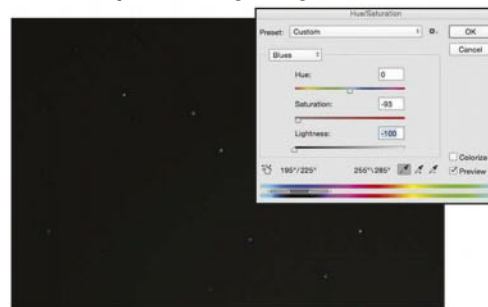 Hue/Saturation
Preset: Custom
OK
Cancel
Blues
Hue: 0
Saturation: -93
Lightness: -100
195°/225° 255°\285°
Colorize
Preview